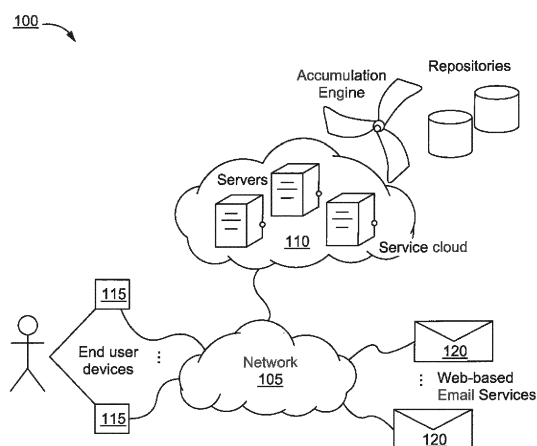 100
Accumulation
Engine
Repositories
Servers
110
Service cloud
115
End user
devices
115
Network
105
120
Web-based
Email Services
120